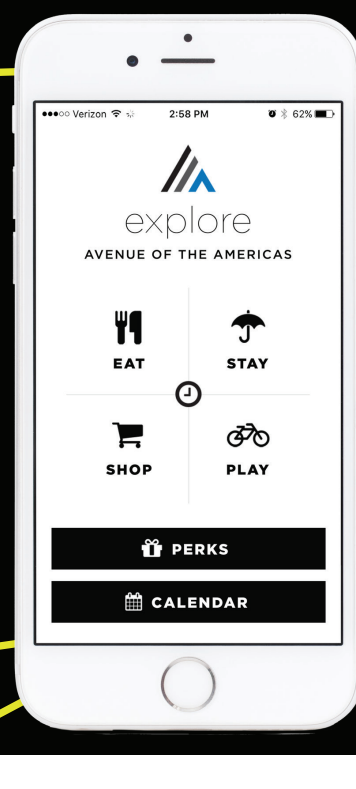 Verizon 2:58 PM 62%
explore
AVENUE OF THE AMERICAS
EAT STAY
SHOP PLAY
PERKS
CALENDAR